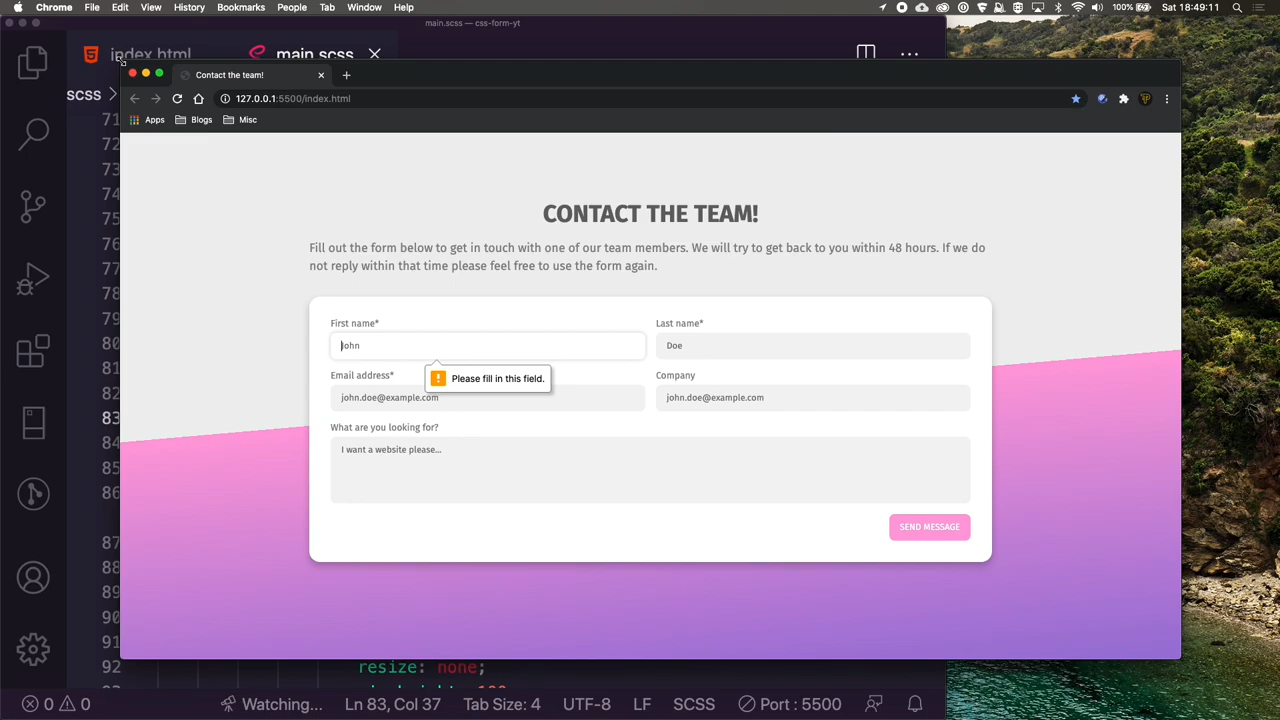 Chrome File Edit View History Bookmarks People Tab Window Help 100% Sat 18:49:11
main.scss — css-form-yt
index.html main.scss
Contact the team!
scss
127.0.0.1:5500/index.html
Apps Blogs Misc
71
72
73
74
75
76
77
78
79
80
81
82
83
84
85
86
87
88
89
90
91
92
CONTACT THE TEAM!
Fill out the form below to get in touch with one of our team members. We will try to get back to you within 48 hours. If we do
not reply within that time please feel free to use the form again.
First name* Last name*
John Doe
Please fill in this field.
Email address* Company
john.doe@example.com john.doe@example.com
What are you looking for?
I want a website please...
SEND MESSAGE
resize: none;
0 0 Watching... Ln 83, Col 37 Tab Size: 4 UTF-8 LF SCSS Port : 5500